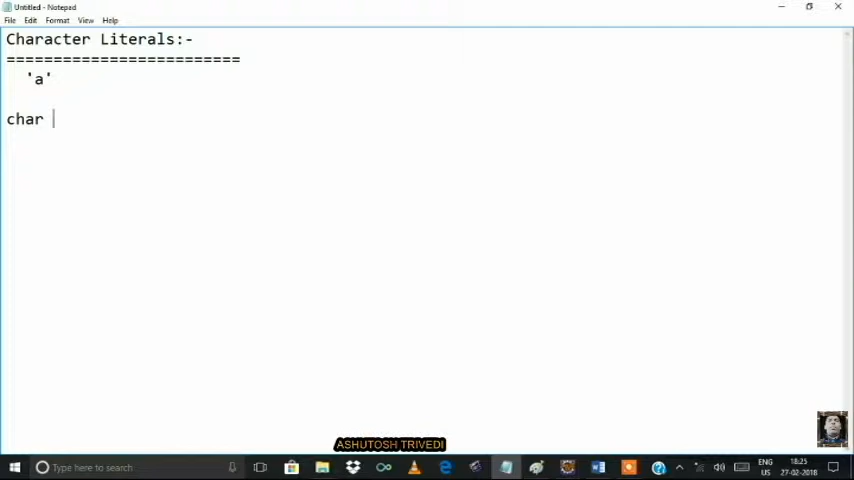 Untitled - Notepad
File Edit Format View Help
Character Literals:-
=========================
'a'
char
ASHUTOSH TRIVEDI
Type here to search
ENG
US
18:25
27-02-2018